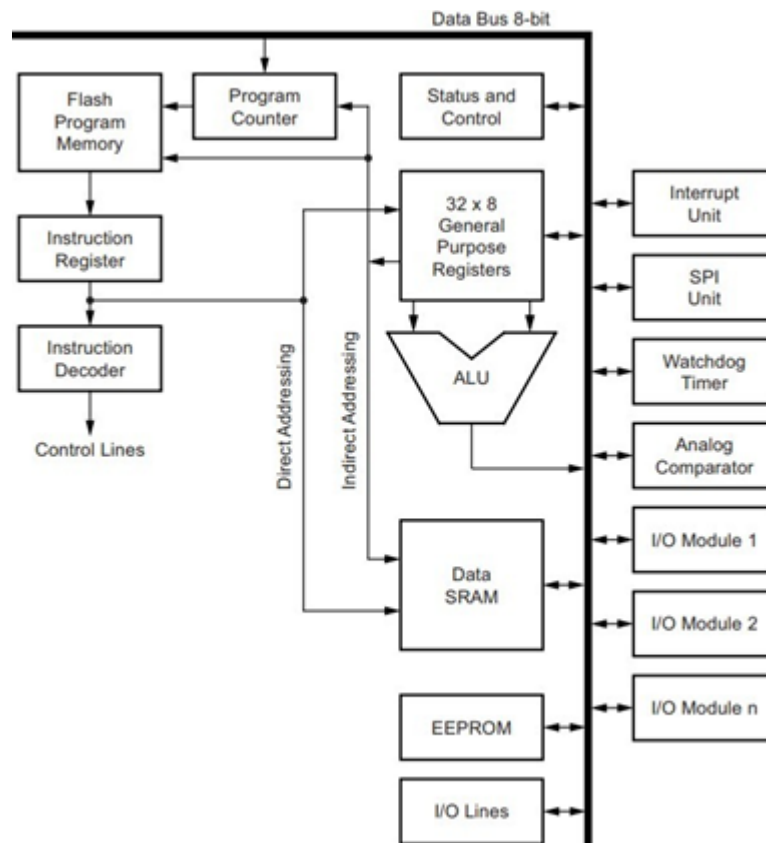 Data Bus 8-bit
Flash
Program
Memory
Program
Counter
Status and
Control
32 x 8
General
Purpose
Registers
Interrupt
Unit
Instruction
Register
SPI
Unit
Instruction
Decoder
ALU
Watchdog
Timer
Control Lines
Direct Addressing
Indirect Addressing
Analog
Comparator
Data
SRAM
I/O Module 1
I/O Module 2
I/O Module n
EEPROM
I/O Lines